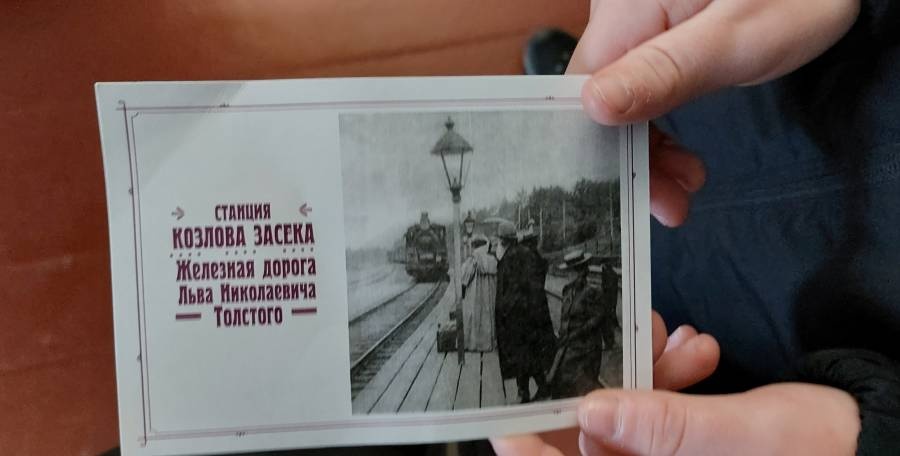 СТАНЦИЯ
КОЗЛОВА ЗАСЕКА
Железная дорога
Льва Николаевича
Толстого